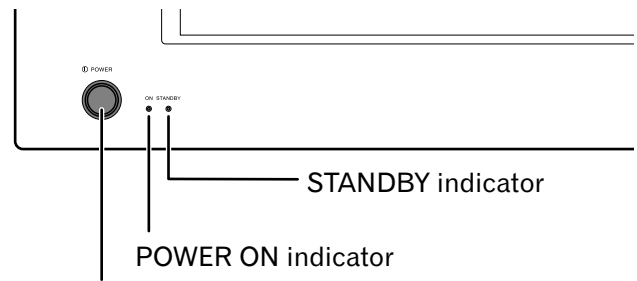 POWER
ON STANDBY
STANDBY indicator
POWER ON indicator